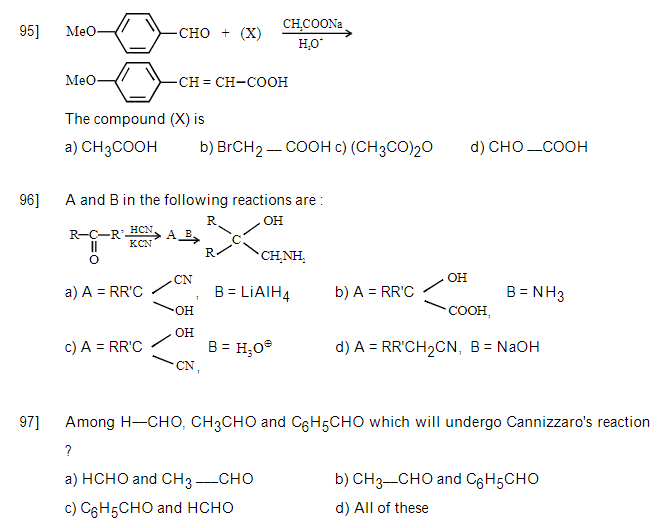 95] MeO- -CHO + (X) CH₃COONa
H₃O⁺
MeO- -CH = CH-COOH
The compound (X) is
a) CH3COOH b) BrCH2 — COOH c) (CH3CO)2O d) CHO —COOH
96] A and B in the following reactions are :
R OH
R-C-R' HCN A B C
KCN
O R CH₂NH₂
a) A = RR'C CN OH , B = LiAlH4 b) A = RR'C OH COOH, B = NH3
c) A = RR'C OH CN, B = H₃O⊕ d) A = RR'CH2CN, B = NaOH
97] Among H—CHO, CH3CHO and C6H5CHO which will undergo Cannizzaro's reaction
?
a) HCHO and CH3 —CHO b) CH3—CHO and C6H5CHO
c) C6H5CHO and HCHO d) All of these